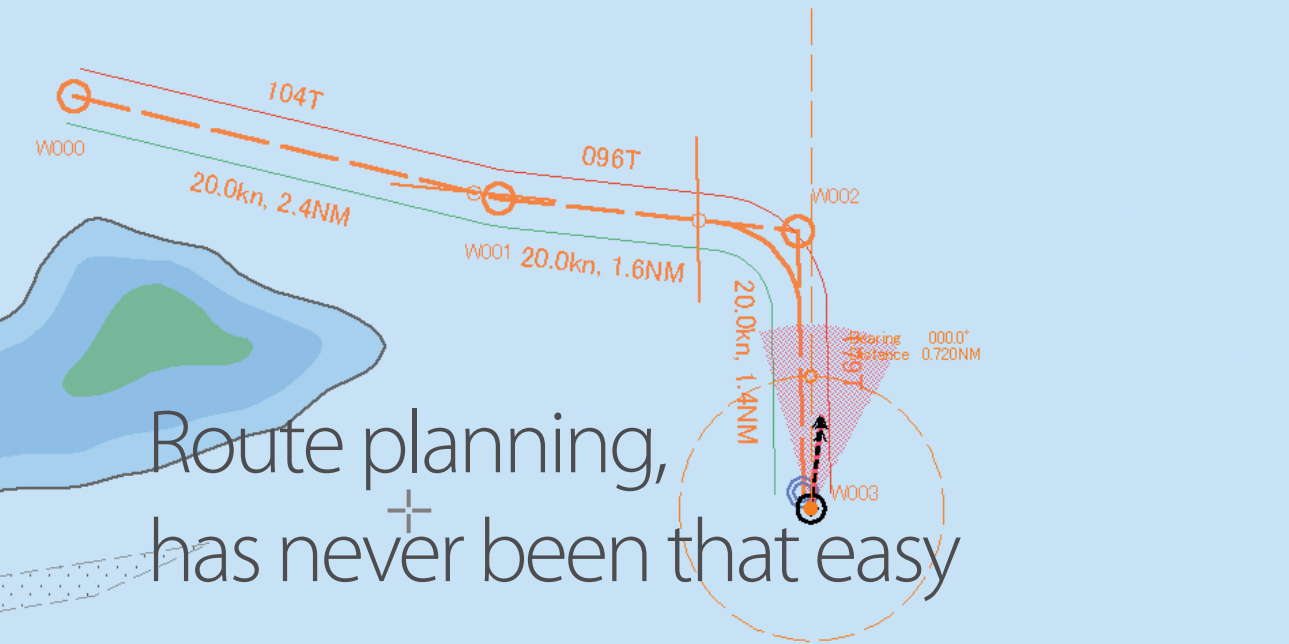 104T
W000
20.0kn, 2.4NM
096T
W001
20.0kn, 1.6NM
W002
20.0kn, 1.4NM
Bearing 000.0°
Distance 0.720NM
W003
Route planning,
has never been that easy